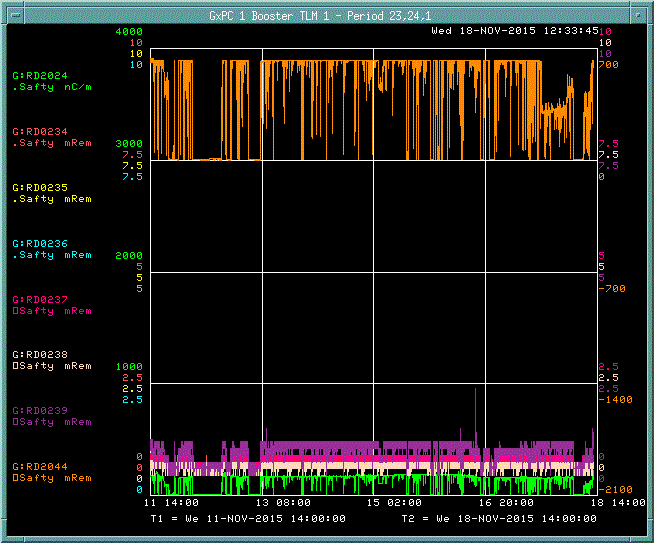 GxPC 1 Booster TLM 1 - Period 23,24,1
Wed 18-NOV-2015 12:33:45
4000
10
10
10
10
10
700
G:RD2024
.Safty nC/m
G:RD0234
.Safty mRem
3000
7.5
7.5
7.5
7.5
7.5
7.5
0
G:RD0235
.Safty mRem
G:RD0236
.Safty mRem
2000
5
5
5
5
5
5
-700
G:RD0237
▯Safty mRem
G:RD0238
▯Safty mRem
1000
2.5
2.5
2.5
2.5
2.5
2.5
-1400
G:RD0239
▯Safty mRem
G:RD2044
▯Safty mRem
0
0
0
0
0
0
0
-2100
11 14:00
13 08:00
15 02:00
16 20:00
18 14:00
T1 = We 11-NOV-2015 14:00:00
T2 = We 18-NOV-2015 14:00:00